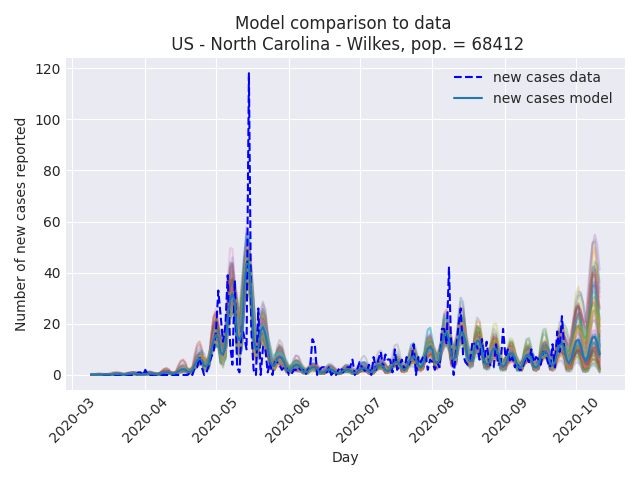 Model comparison to data
US - North Carolina - Wilkes, pop. = 68412
new cases data
new cases model
Number of new cases reported
120
100
80
60
40
20
0
2020-03
2020-04
2020-05
2020-06
2020-07
2020-08
2020-09
2020-10
Day